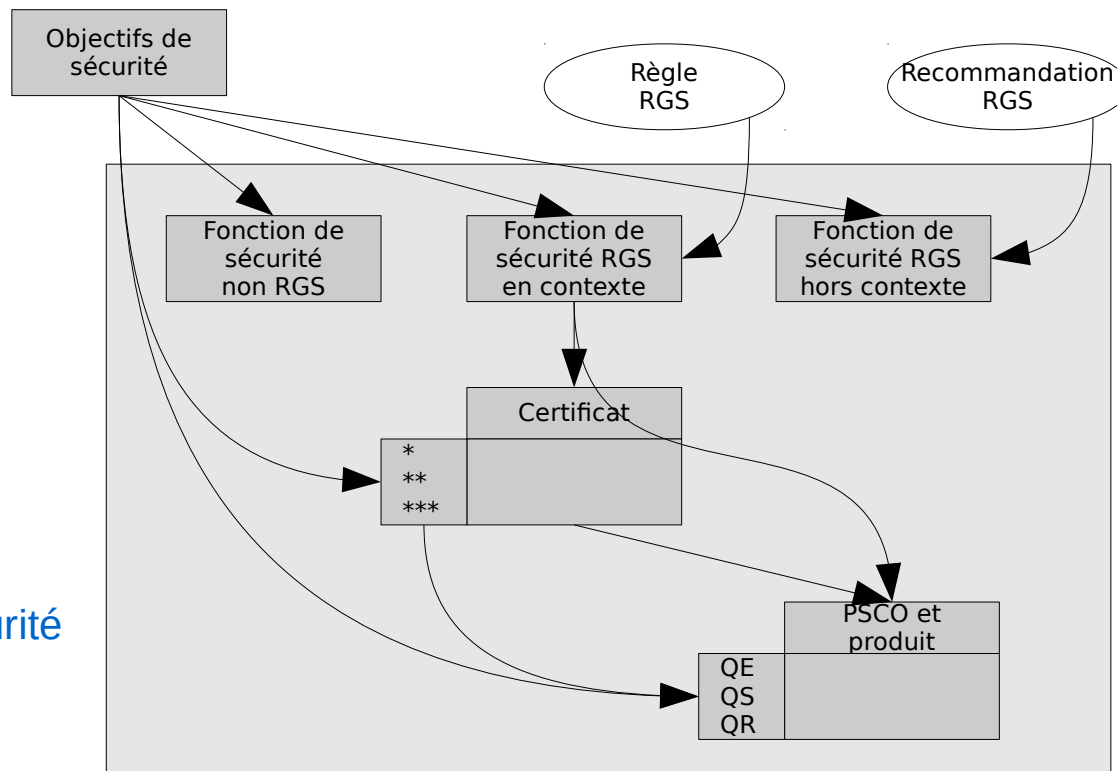 Objectifs de
sécurité
Règle
RGS
Recommandation
RGS
Fonction de
sécurité
non RGS
Fonction de
sécurité RGS
en contexte
Fonction de
sécurité RGS
hors contexte
Certificat
*
**
***
PSCO et
produit
QE
QS
QR